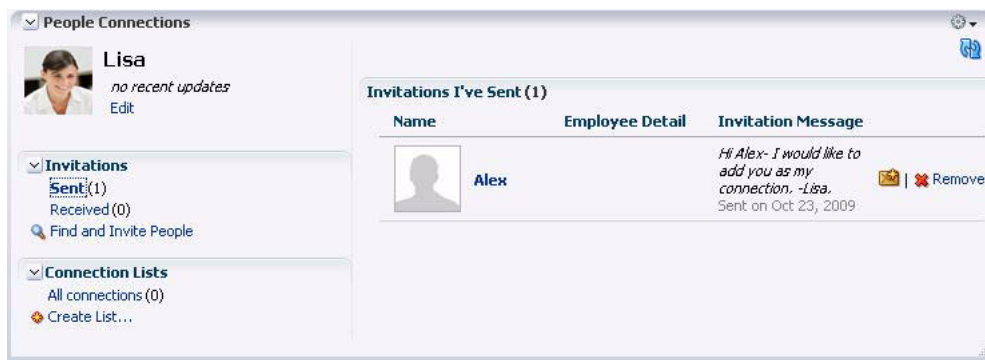 People Connections
Lisa
no recent updates
Edit
Invitations
Sent (1)
Received (0)
Find and Invite People
Connection Lists
All connections (0)
Create List...
Invitations I've Sent (1)
Name Employee Detail Invitation Message
Alex
Hi Alex- I would like to
add you as my
connection. -Lisa.
Sent on Oct 23, 2009
| Remove